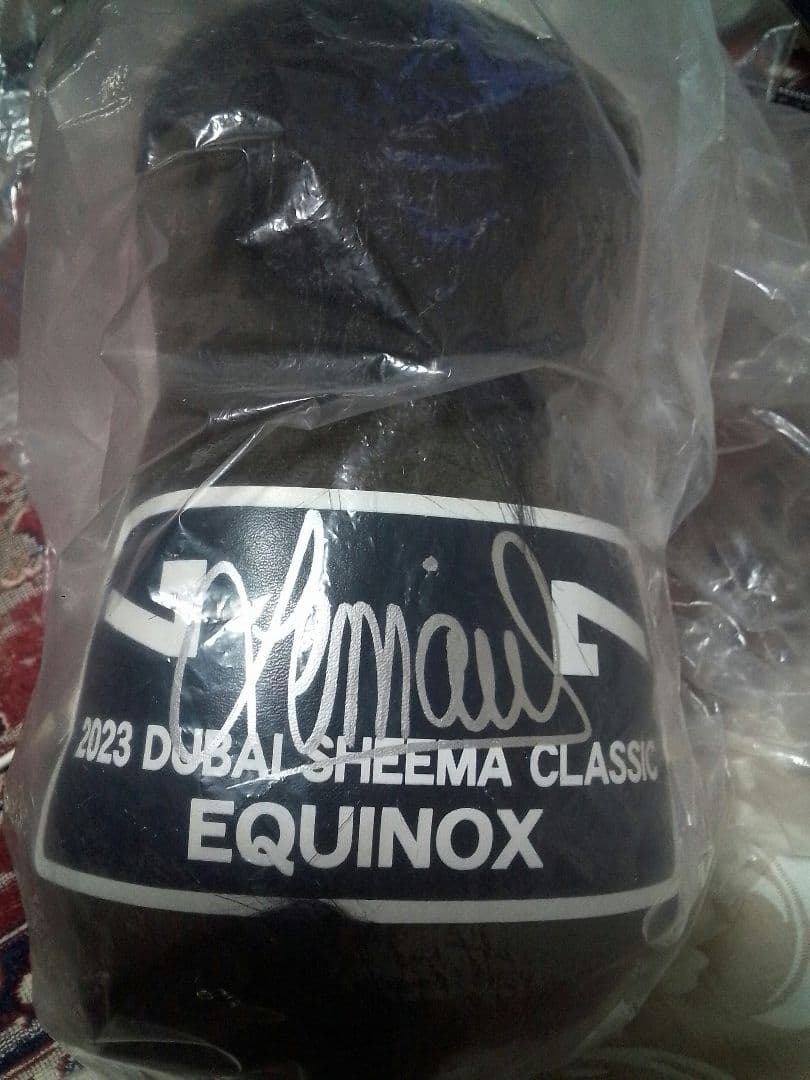 2023 DUBAI SHEEMA CLASSIC
EQUINOX